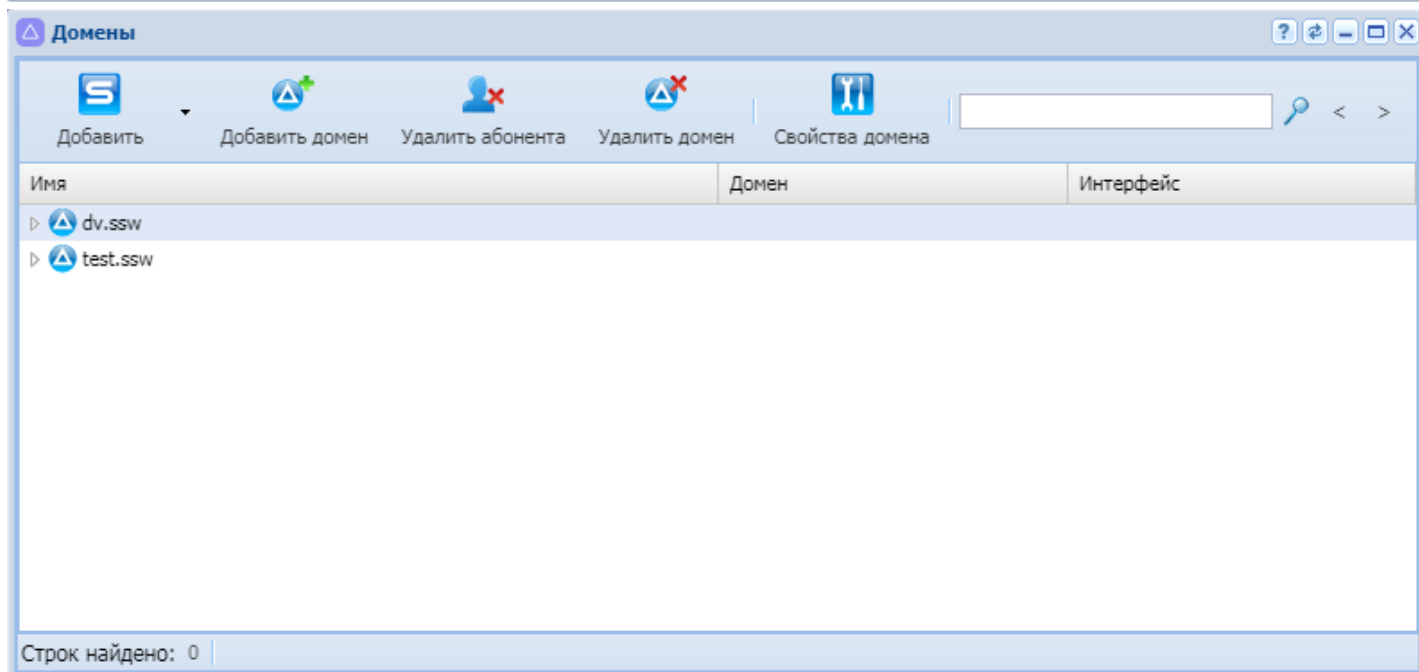 Домены
Добавить Добавить домен Удалить абонента Удалить домен Свойства домена < >
Имя Домен Интерфейс
dv.ssw
test.ssw
Строк найдено: 0